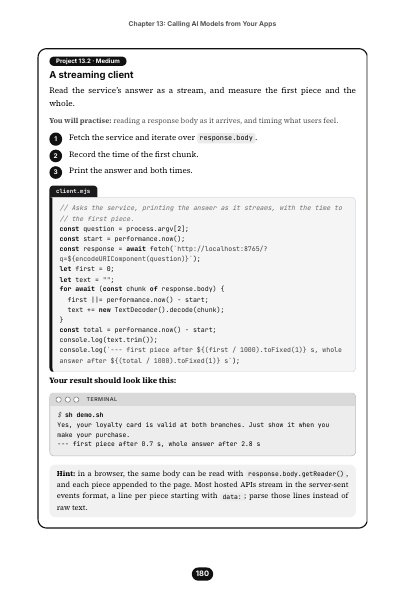 Chapter 13: Calling AI Models from Your Apps
Project 13.2 · Medium
A streaming client
Read the service's answer as a stream, and measure the first piece and the
whole.
You will practise: reading a response body as it arrives, and timing what users feel.
1 Fetch the service and iterate over response.body.
2 Record the time of the first chunk.
3 Print the answer and both times.
client.mjs
// Asks the service, printing the answer as it streams, with the time to
// the first piece.
const question = process.argv[2];
const start = performance.now();
const response = await fetch(`http://localhost:8765/?
q=${encodeURIComponent(question)}`);
let first = 0;
let text = "";
for await (const chunk of response.body) {
  first ||= performance.now() - start;
  text += new TextDecoder().decode(chunk);
}
const total = performance.now() - start;
console.log(text.trim());
console.log(`--- first piece after ${(first / 1000).toFixed(1)} s, whole
answer after ${(total / 1000).toFixed(1)} s`);
Your result should look like this:
TERMINAL
$ sh demo.sh
Yes, your loyalty card is valid at both branches. Just show it when you
make your purchase.
--- first piece after 0.7 s, whole answer after 2.8 s
Hint: in a browser, the same body can be read with response.body.getReader(),
and each piece appended to the page. Most hosted APIs stream in the server-sent
events format, a line per piece starting with data: ; parse those lines instead of
raw text.
180